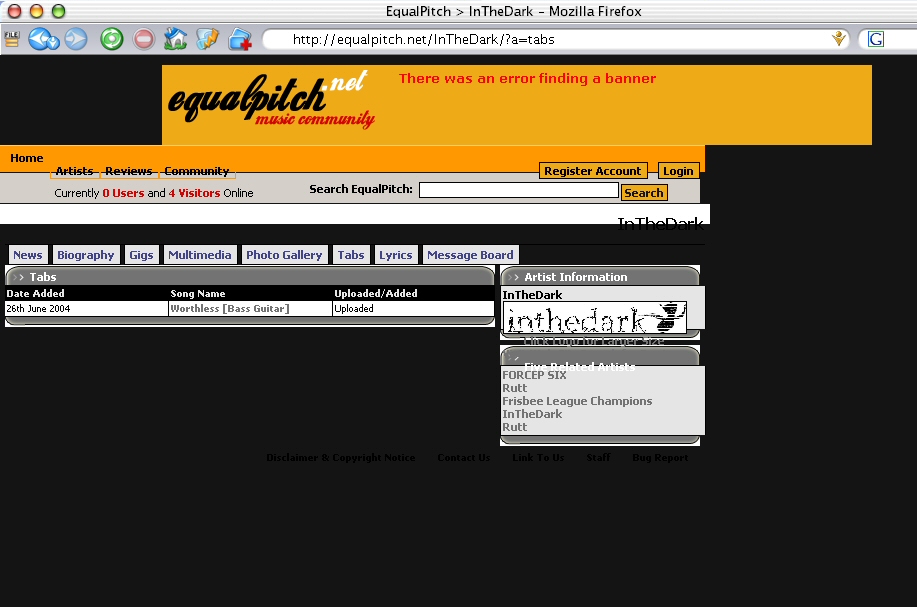 EqualPitch > InTheDark - Mozilla Firefox
FILE
http://equalpitch.net/InTheDark/?a=tabs
G
equalpitch.net
music community
There was an error finding a banner
Home
Artists Reviews Community
Register Account Login
Currently 0 Users and 4 Visitors Online
Search EqualPitch: Search
InTheDark
News Biography Gigs Multimedia Photo Gallery Tabs Lyrics Message Board
>> Tabs
Date Added Song Name Uploaded/Added
26th June 2004 Worthless [Bass Guitar] Uploaded
>> Artist Information
InTheDark
inthedark
Click Logo for Larger Size
Five Related Artists
FORCEP SIX
Rutt
Frisbee League Champions
InTheDark
Rutt
Disclaimer & Copyright Notice Contact Us Link To Us Staff Bug Report